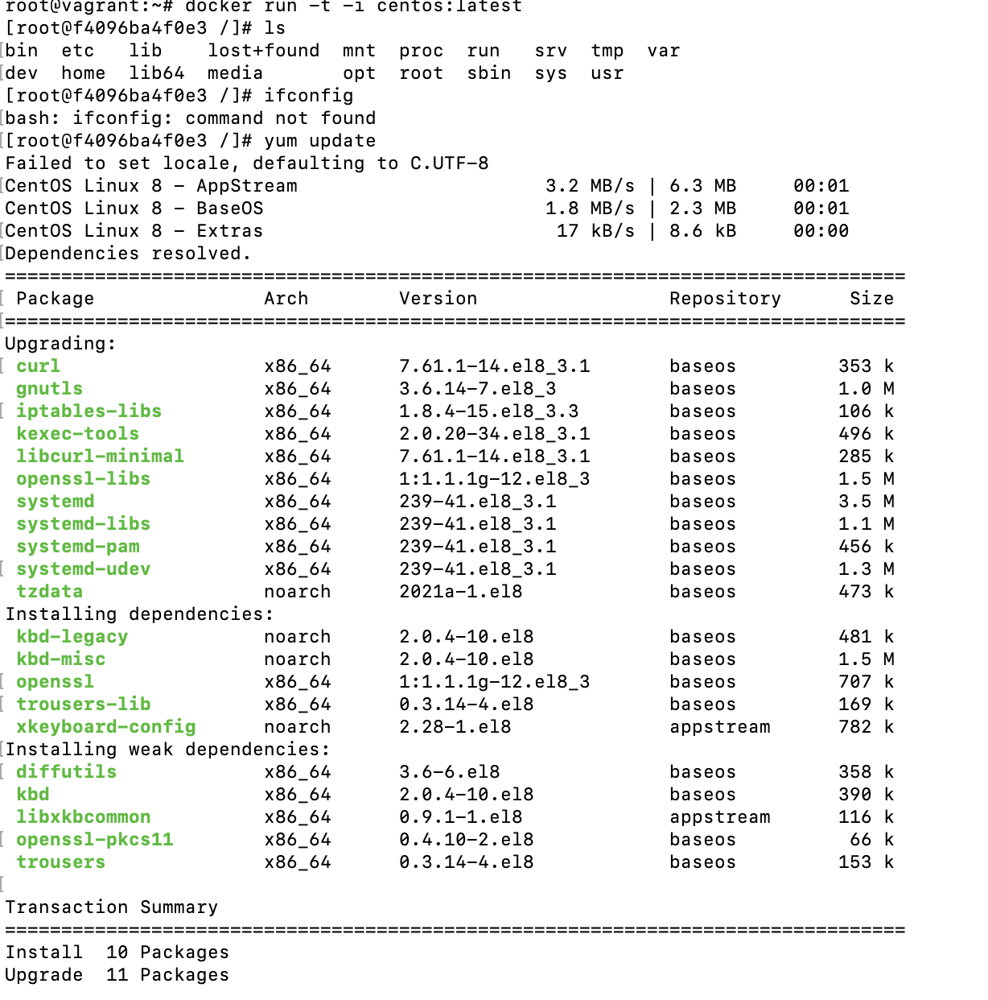 root@vagrant:~# docker run -t -i centos:latest
[root@f4096ba4f0e3 /]# ls
[bin  etc   lib    lost+found  mnt  proc  run   srv  tmp  var
[dev  home  lib64  media       opt  root  sbin  sys  usr
[root@f4096ba4f0e3 /]# ifconfig
[bash: ifconfig: command not found
[[root@f4096ba4f0e3 /]# yum update
Failed to set locale, defaulting to C.UTF-8
[CentOS Linux 8 - AppStream                      3.2 MB/s | 6.3 MB     00:01
CentOS Linux 8 - BaseOS                         1.8 MB/s | 2.3 MB     00:01
[CentOS Linux 8 - Extras                          17 kB/s | 8.6 kB     00:00
[Dependencies resolved.
================================================================================
[ Package               Arch        Version                 Repository      Size
[================================================================================
Upgrading:
[ curl                  x86_64      7.61.1-14.el8_3.1       baseos         353 k
 gnutls                x86_64      3.6.14-7.el8_3          baseos         1.0 M
[ iptables-libs         x86_64      1.8.4-15.el8_3.3        baseos         106 k
 kexec-tools           x86_64      2.0.20-34.el8_3.1       baseos         496 k
 libcurl-minimal       x86_64      7.61.1-14.el8_3.1       baseos         285 k
 openssl-libs          x86_64      1:1.1.1g-12.el8_3       baseos         1.5 M
 systemd               x86_64      239-41.el8_3.1          baseos         3.5 M
 systemd-libs          x86_64      239-41.el8_3.1          baseos         1.1 M
 systemd-pam           x86_64      239-41.el8_3.1          baseos         456 k
[ systemd-udev          x86_64      239-41.el8_3.1          baseos         1.3 M
 tzdata                noarch      2021a-1.el8             baseos         473 k
Installing dependencies:
 kbd-legacy            noarch      2.0.4-10.el8            baseos         481 k
 kbd-misc              noarch      2.0.4-10.el8            baseos         1.5 M
[ openssl               x86_64      1:1.1.1g-12.el8_3       baseos         707 k
[ trousers-lib          x86_64      0.3.14-4.el8            baseos         169 k
 xkeyboard-config      noarch      2.28-1.el8              appstream      782 k
[Installing weak dependencies:
[ diffutils             x86_64      3.6-6.el8               baseos         358 k
 kbd                   x86_64      2.0.4-10.el8            baseos         390 k
 libxkbcommon          x86_64      0.9.1-1.el8             appstream      116 k
[ openssl-pkcs11        x86_64      0.4.10-2.el8            baseos          66 k
 trousers              x86_64      0.3.14-4.el8            baseos         153 k
[
Transaction Summary
================================================================================
Install  10 Packages
Upgrade  11 Packages